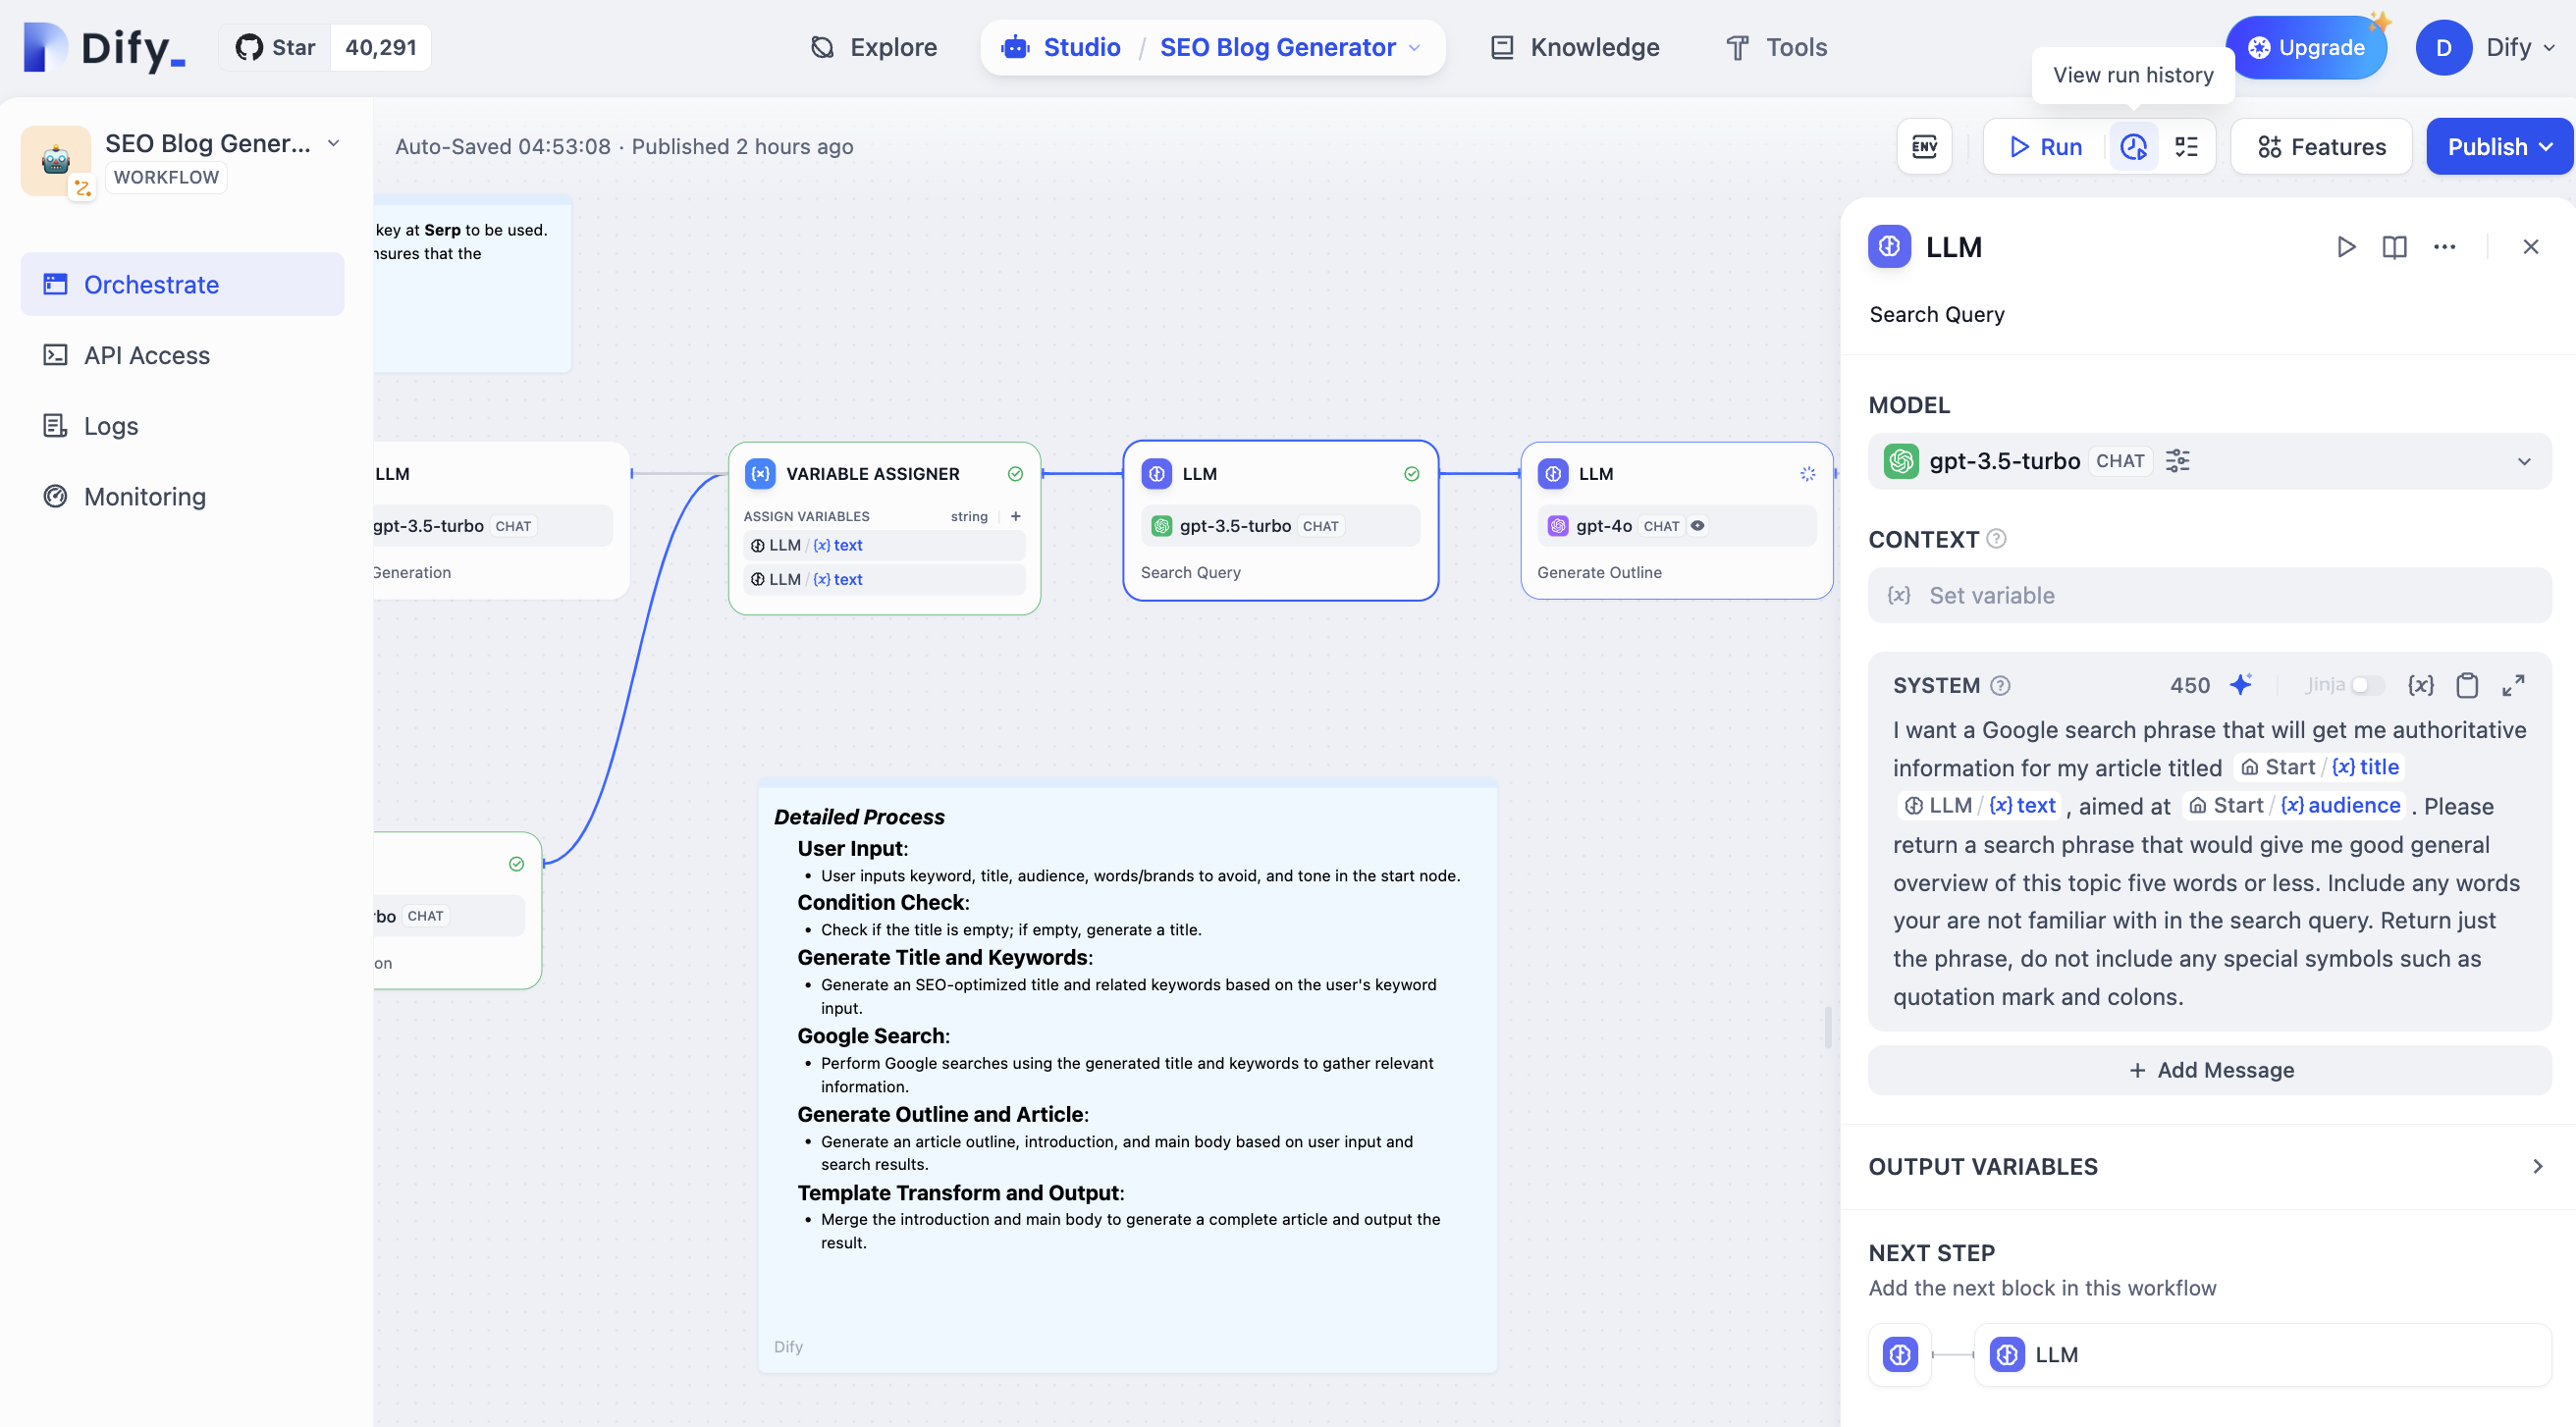 Dify_
Star 40,291
Explore
Studio / SEO Blog Generator
Knowledge
Tools
Upgrade
D Dify
View run history
SEO Blog Gener...
WORKFLOW
Orchestrate
API Access
Logs
Monitoring
Auto-Saved 04:53:08 · Published 2 hours ago
ENV
Run
Features
Publish
key at Serp to be used.
nsures that the
LLM
gpt-3.5-turbo CHAT
Generation
VARIABLE ASSIGNER
ASSIGN VARIABLES string +
LLM / {x} text
LLM / {x} text
LLM
gpt-3.5-turbo CHAT
Search Query
LLM
gpt-4o CHAT
Generate Outline
rbo CHAT
on
Detailed Process
User Input:
• User inputs keyword, title, audience, words/brands to avoid, and tone in the start node.
Condition Check:
• Check if the title is empty; if empty, generate a title.
Generate Title and Keywords:
• Generate an SEO-optimized title and related keywords based on the user's keyword
input.
Google Search:
• Perform Google searches using the generated title and keywords to gather relevant
information.
Generate Outline and Article:
• Generate an article outline, introduction, and main body based on user input and
search results.
Template Transform and Output:
• Merge the introduction and main body to generate a complete article and output the
result.
Dify
LLM
Search Query
MODEL
gpt-3.5-turbo CHAT
CONTEXT
{x} Set variable
SYSTEM 450 Jinja {x}
I want a Google search phrase that will get me authoritative
information for my article titled Start / {x} title
LLM / {x} text , aimed at Start / {x} audience . Please
return a search phrase that would give me good general
overview of this topic five words or less. Include any words
your are not familiar with in the search query. Return just
the phrase, do not include any special symbols such as
quotation mark and colons.
+ Add Message
OUTPUT VARIABLES
NEXT STEP
Add the next block in this workflow
LLM